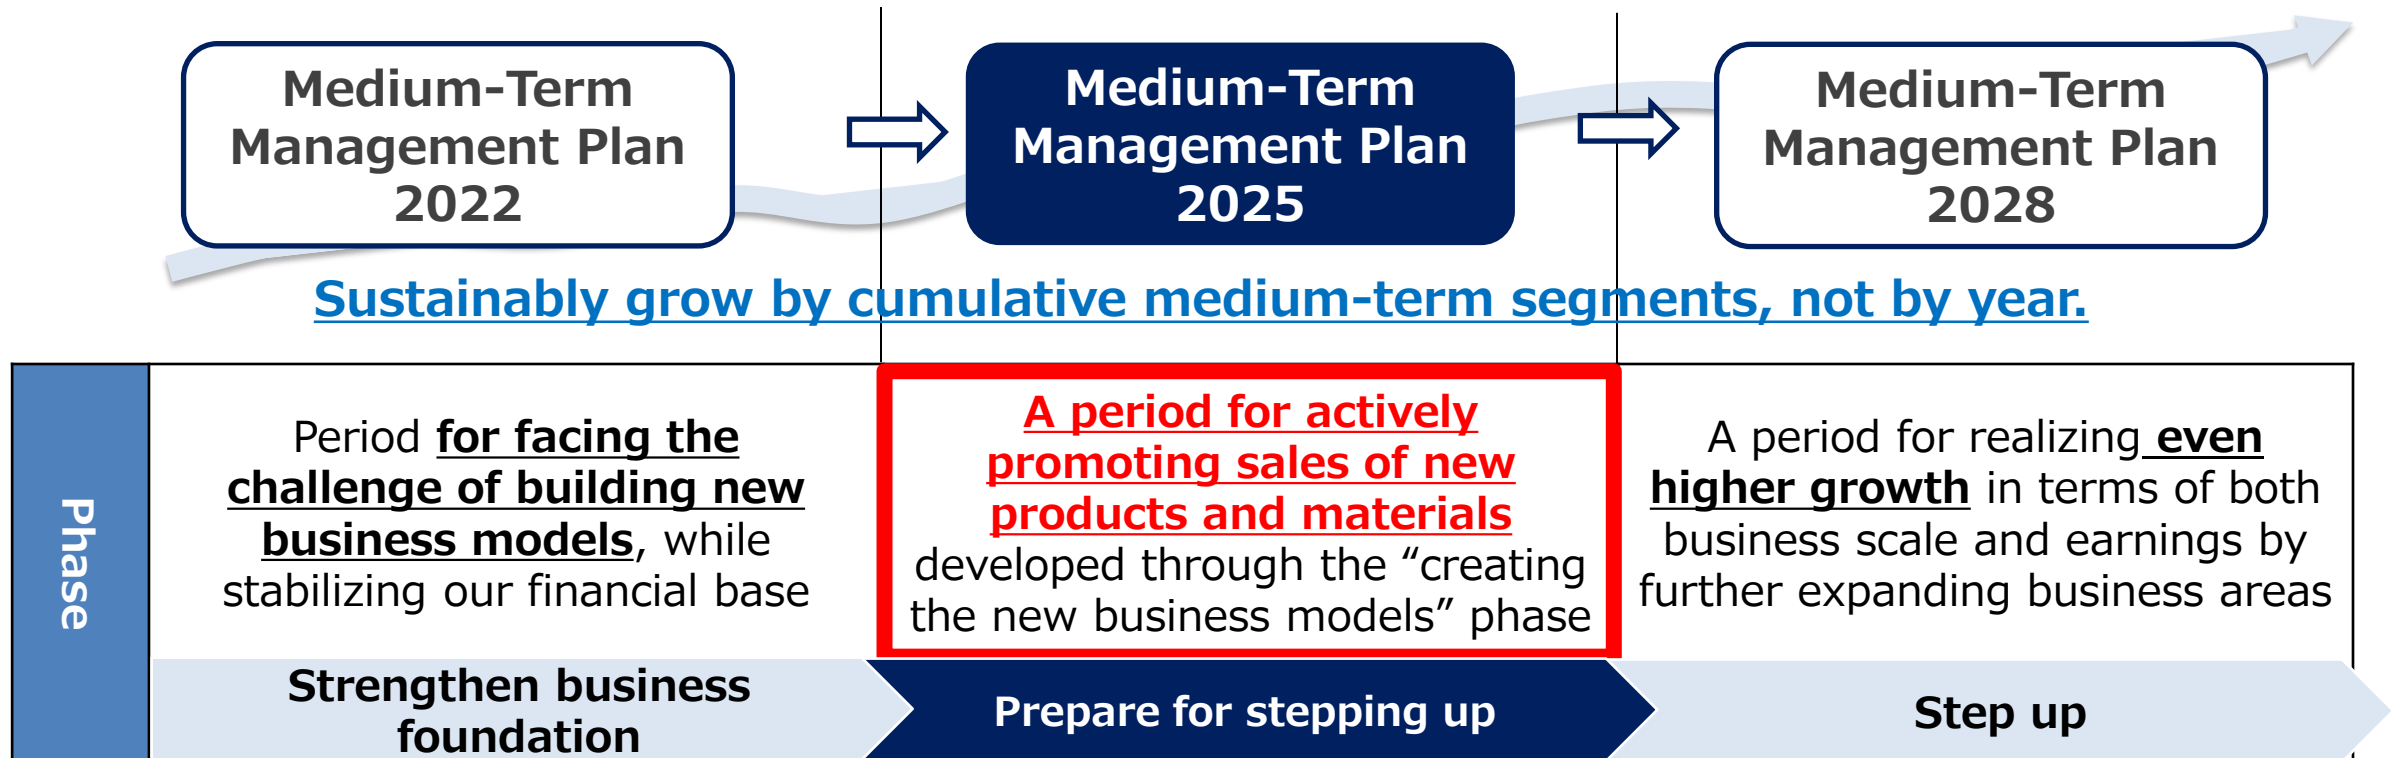 Medium-Term
Management Plan
2022
Medium-Term
Management Plan
2025
Medium-Term
Management Plan
2028
Sustainably grow by cumulative medium-term segments, not by year.
Phase
Period for facing the
challenge of building new
business models, while
stabilizing our financial base
A period for actively
promoting sales of new
products and materials
developed through the “creating
the new business models” phase
A period for realizing even
higher growth in terms of both
business scale and earnings by
further expanding business areas
Strengthen business
foundation
Prepare for stepping up
Step up